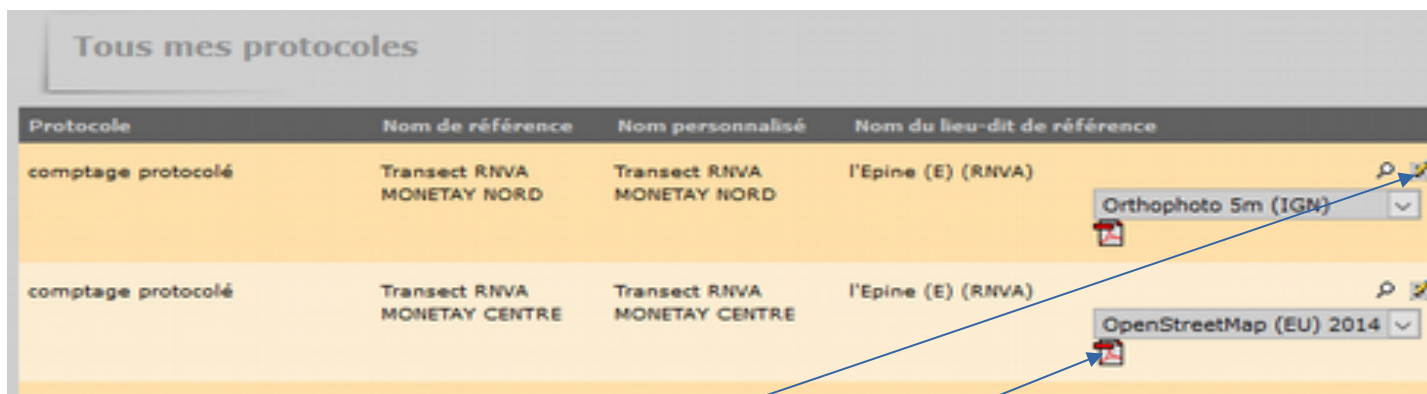 Tous mes protocoles
Protocole Nom de référence Nom personnalisé Nom du lieu-dit de référence
comptage protocolé Transect RNVA Transect RNVA l'Epine (E) (RNVA)
MONETAY NORD MONETAY NORD
Orthophoto 5m (IGN)
comptage protocolé Transect RNVA Transect RNVA l'Epine (E) (RNVA)
MONETAY CENTRE MONETAY CENTRE
OpenStreetMap (EU) 2014